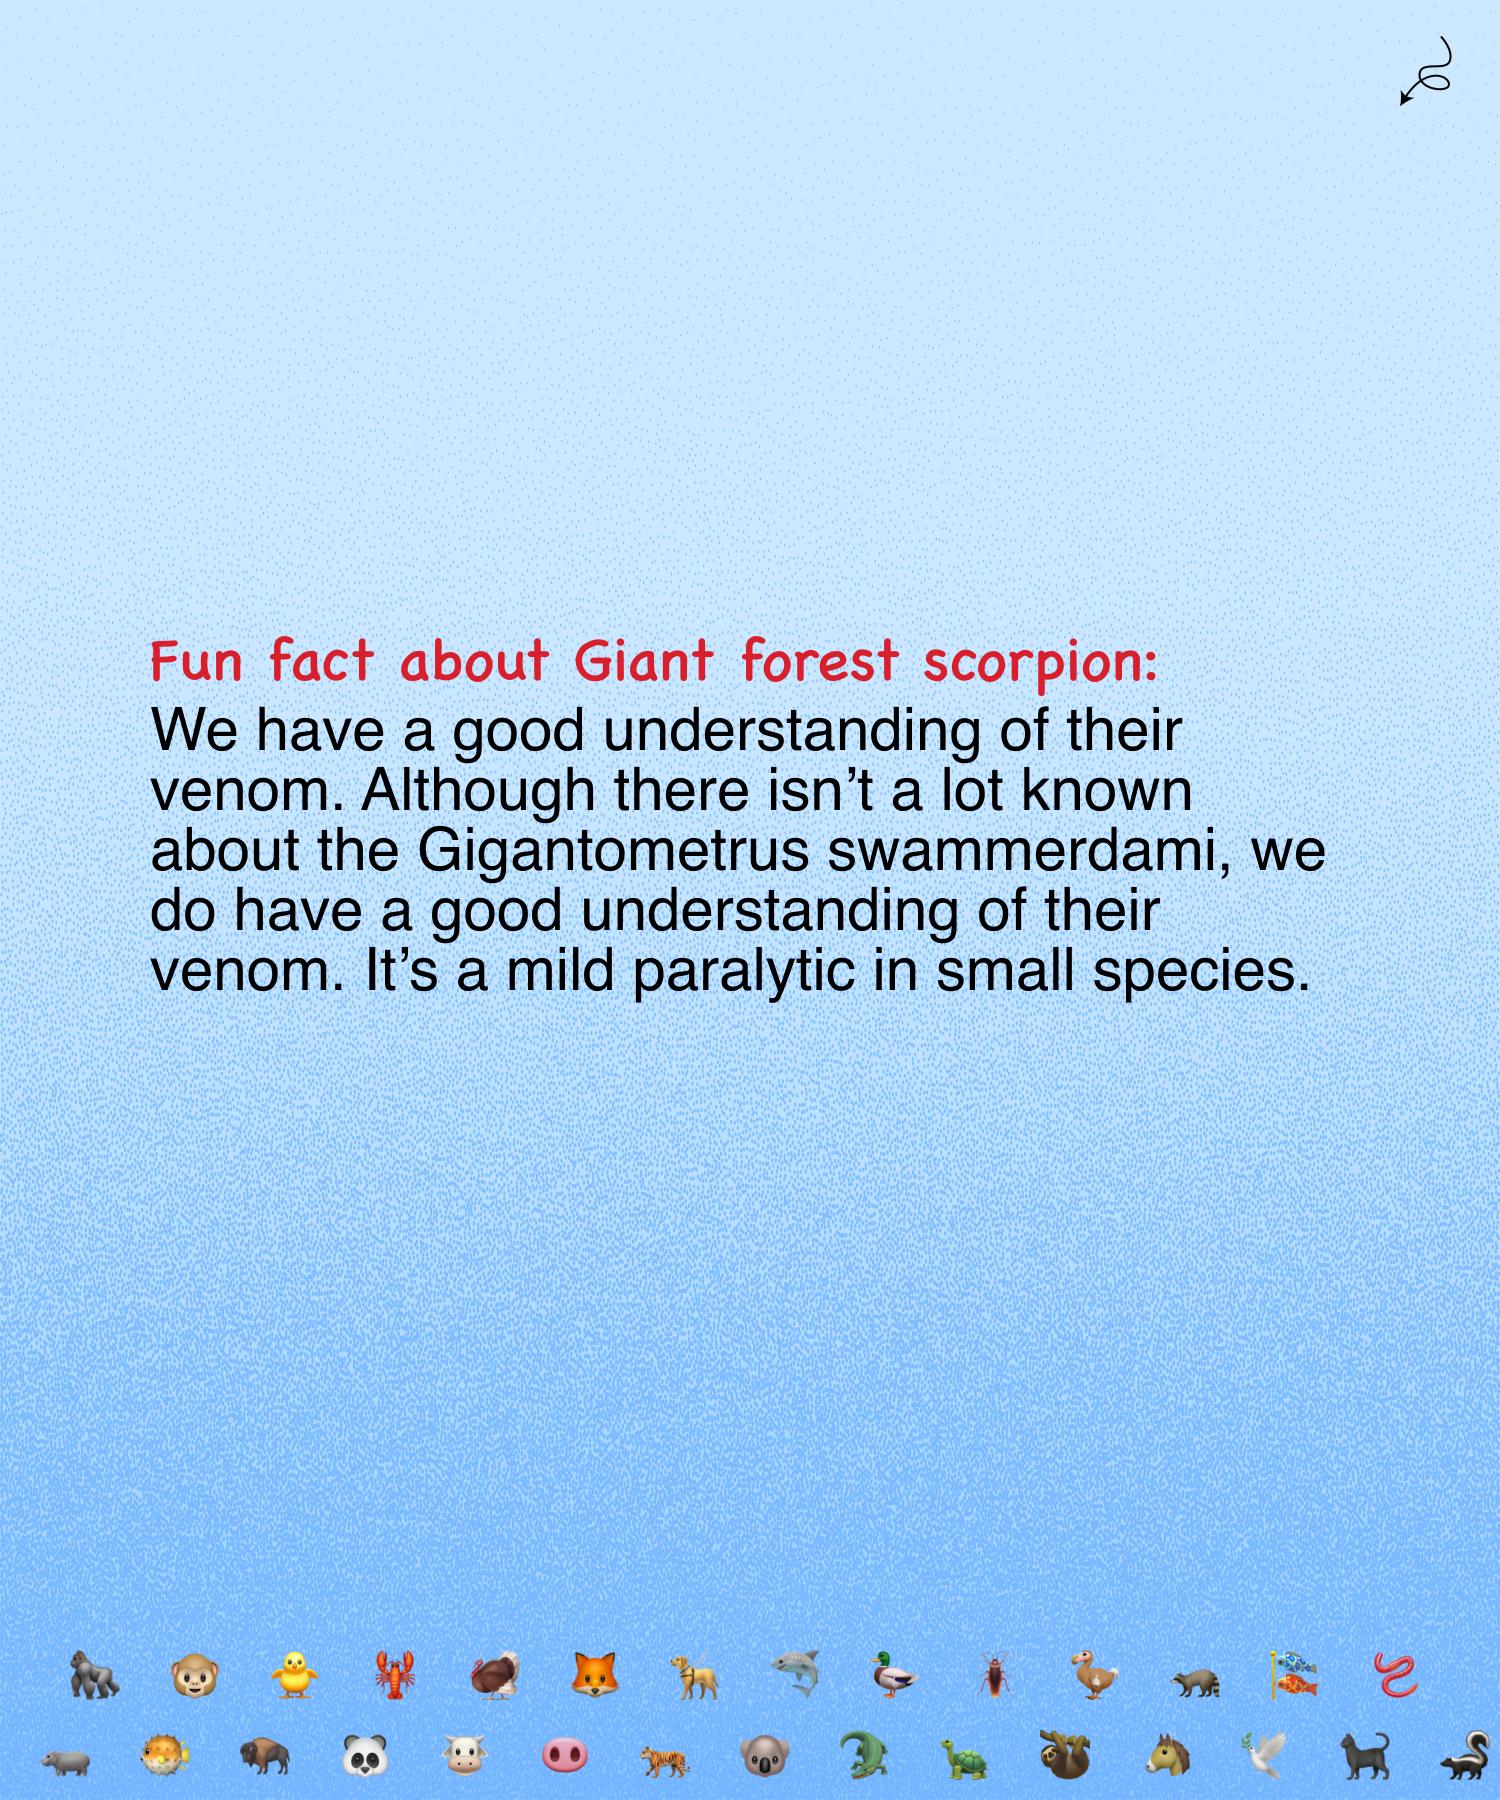 Fun fact about Giant forest scorpion:
We have a good understanding of their
venom. Although there isn’t a lot known
about the Gigantometrus swammerdami, we
do have a good understanding of their
venom. It’s a mild paralytic in small species.